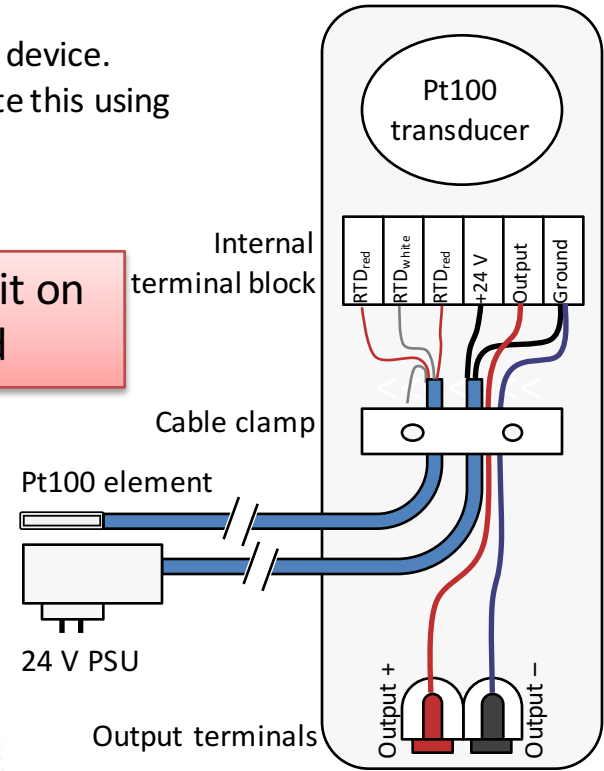 device.
te this using
it on
d
Pt100
transducer
Internal
terminal block
RTDred
RTDwhite
RTDred
+24 V
Output
Ground
Cable clamp
Pt100 element
24 V PSU
Output +
Output –
Output terminals